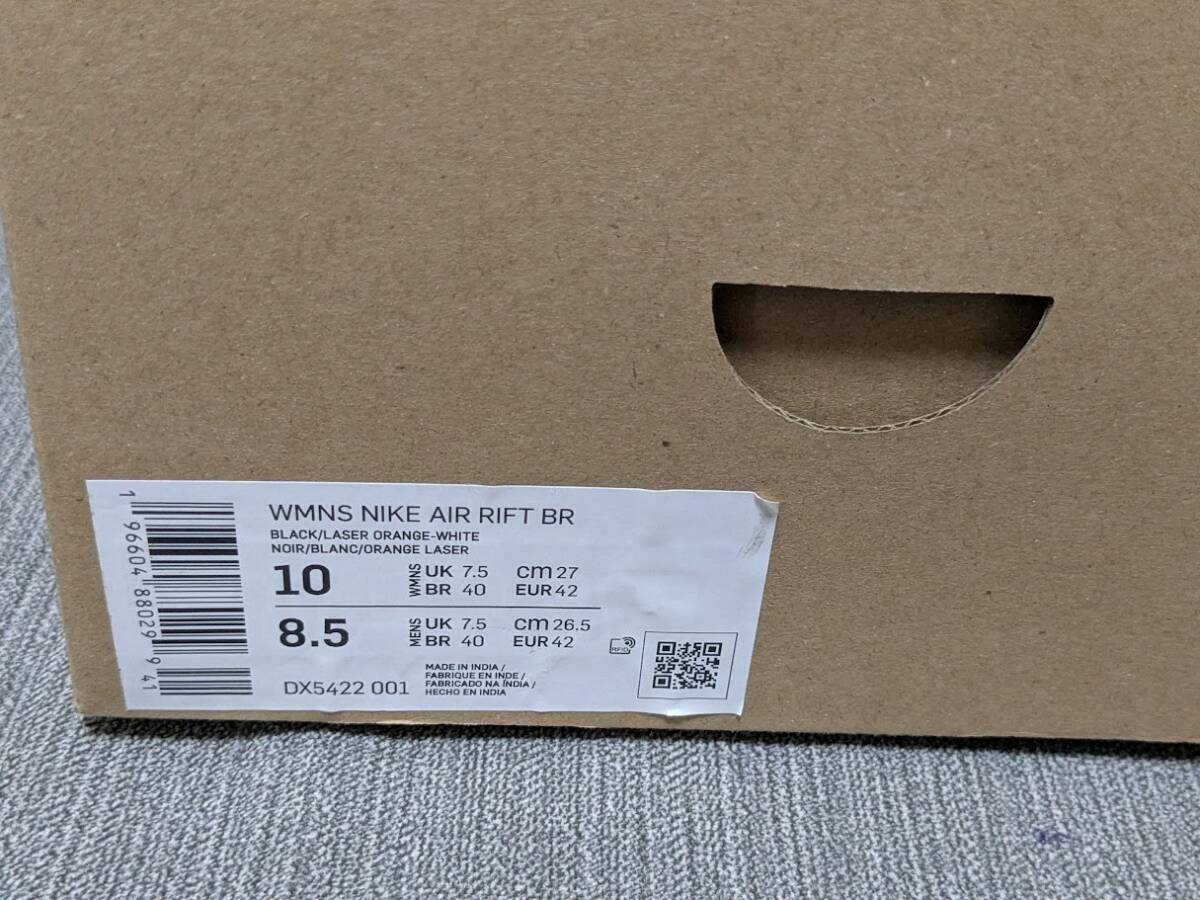 WMNS NIKE AIR RIFT BR
BLACK/LASER ORANGE-WHITE
NOIR/BLANC/ORANGE LASER
10 WMNS UK 7.5 cm 27
BR 40 EUR 42
8.5 MENS UK 7.5 cm 26.5
BR 40 EUR 42
DX5422 001
MADE IN INDIA /
FABRIQUE EN INDE /
FABRICADO NA ÍNDIA /
HECHO EN INDIA
RFID
1 96604 88029 9 41